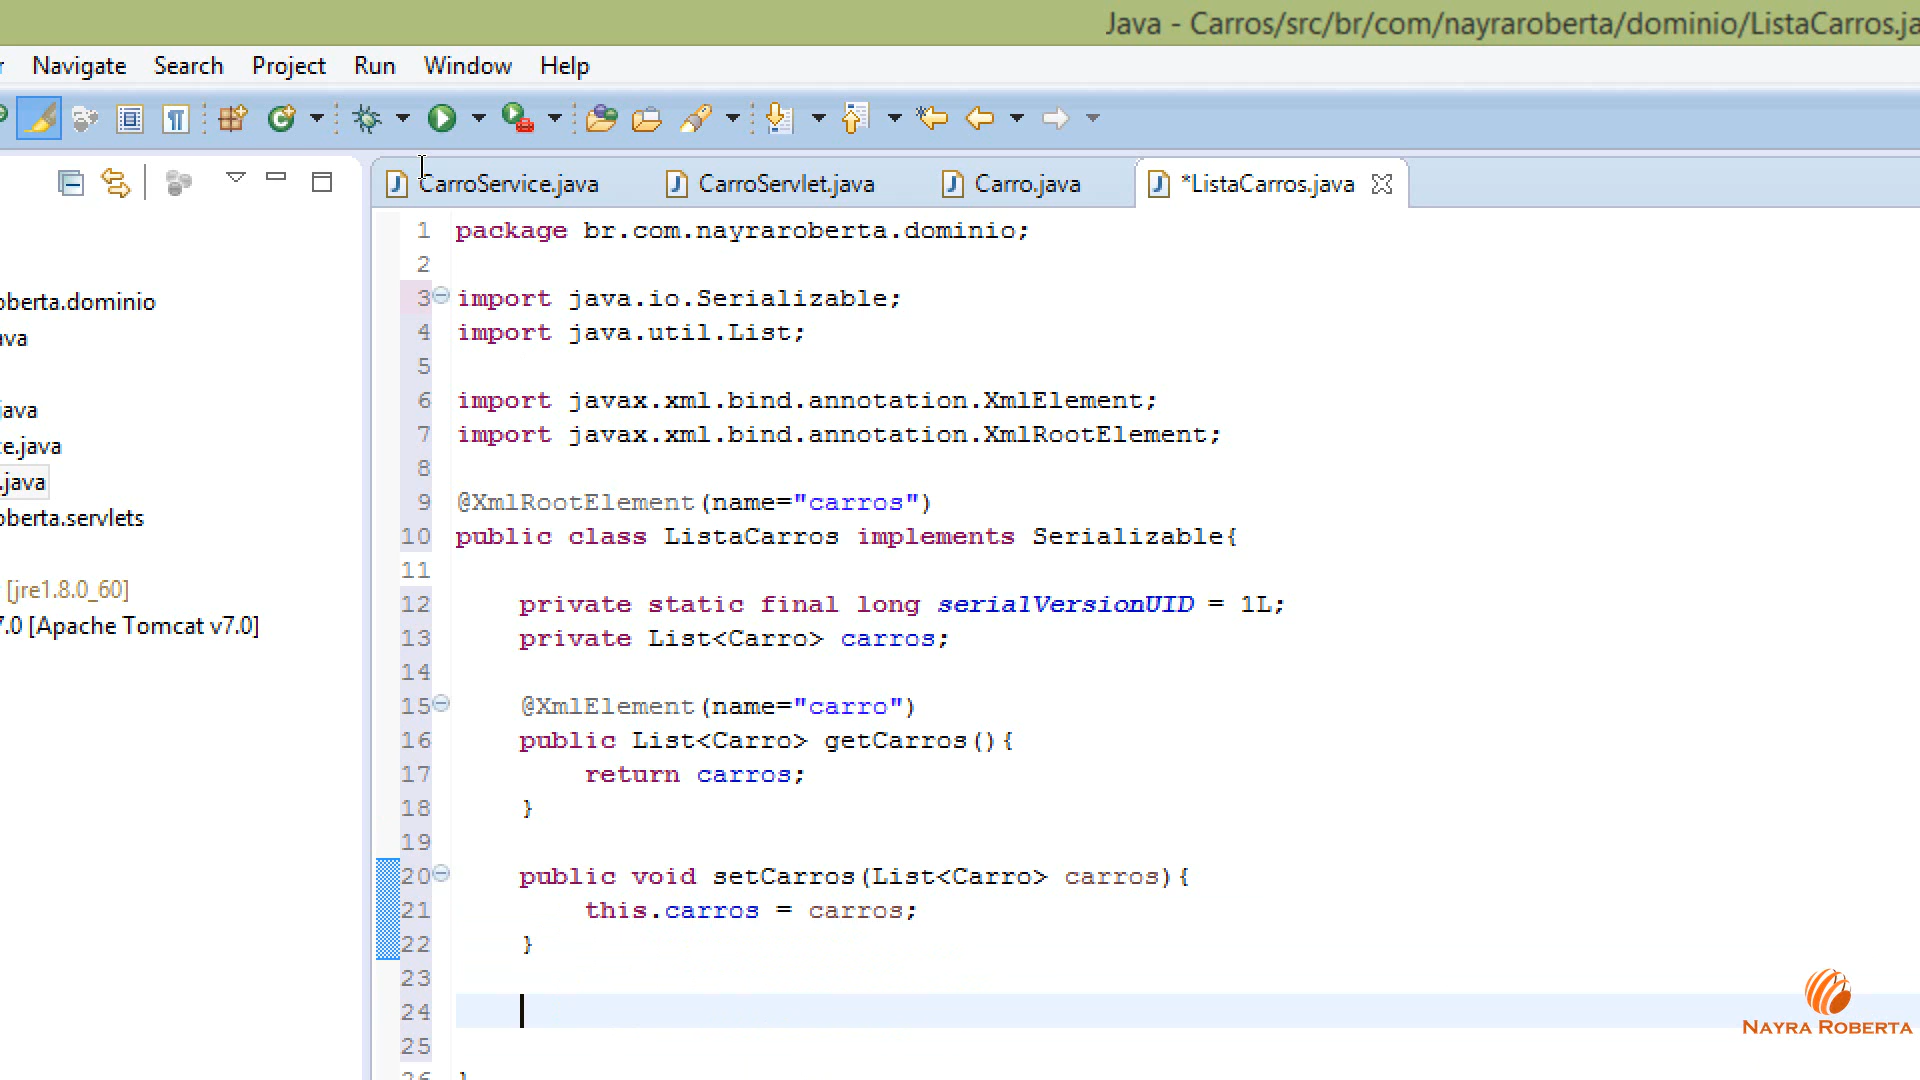 Java - Carros/src/br/com/nayraroberta/dominio/ListaCarros.ja
Navigate Search Project Run Window Help
CarroService.java CarroServlet.java Carro.java *ListaCarros.java
oberta.dominio
java
e.java
.java
oberta.servlets
[jre1.8.0_60]
7.0 [Apache Tomcat v7.0]
1 package br.com.nayraroberta.dominio;
2
3 import java.io.Serializable;
4 import java.util.List;
5
6 import javax.xml.bind.annotation.XmlElement;
7 import javax.xml.bind.annotation.XmlRootElement;
8
9 @XmlRootElement(name="carros")
10 public class ListaCarros implements Serializable{
11
12 private static final long serialVersionUID = 1L;
13 private List<Carro> carros;
14
15 @XmlElement(name="carro")
16 public List<Carro> getCarros(){
17 return carros;
18 }
19
20 public void setCarros(List<Carro> carros){
21 this.carros = carros;
22 }
23
24
25
NAYRA ROBERTA